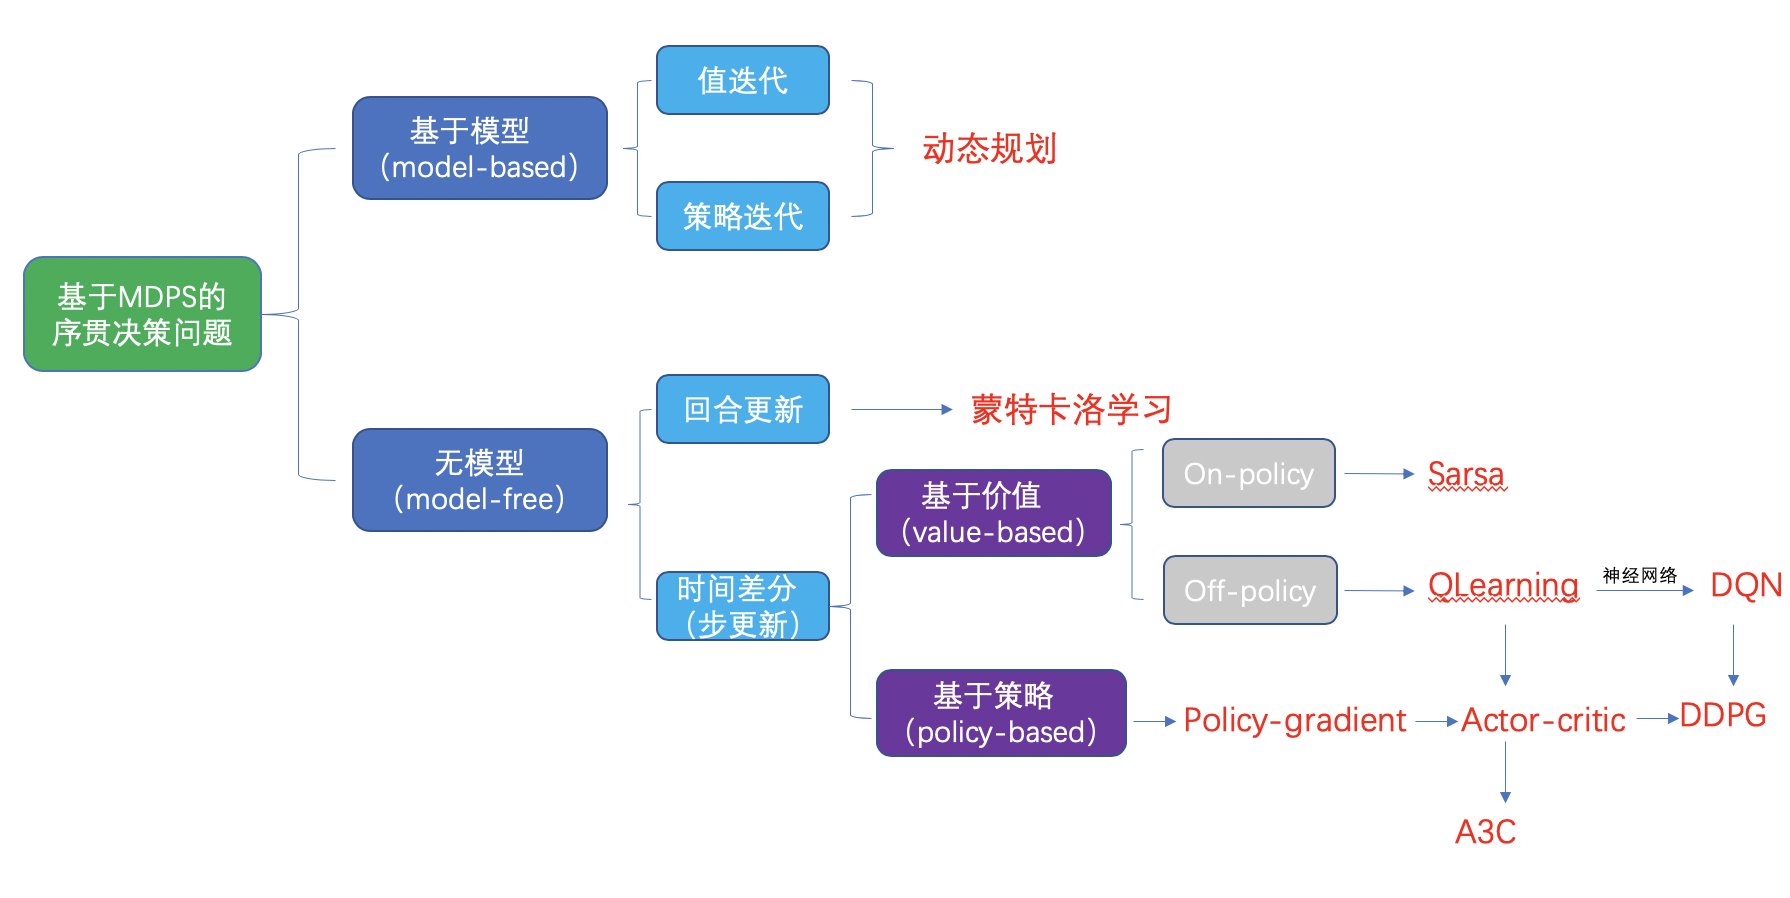 值迭代
基于模型
（model-based）
动态规划
策略迭代
基于MDPS的
序贯决策问题
回合更新
蒙特卡洛学习
无模型
（model-free）
On-policy
Sarsa
基于价值
（value-based）
时间差分
（步更新）
Off-policy
QLearning
神经网络
DQN
基于策略
（policy-based）
Policy-gradient
Actor-critic
DDPG
A3C